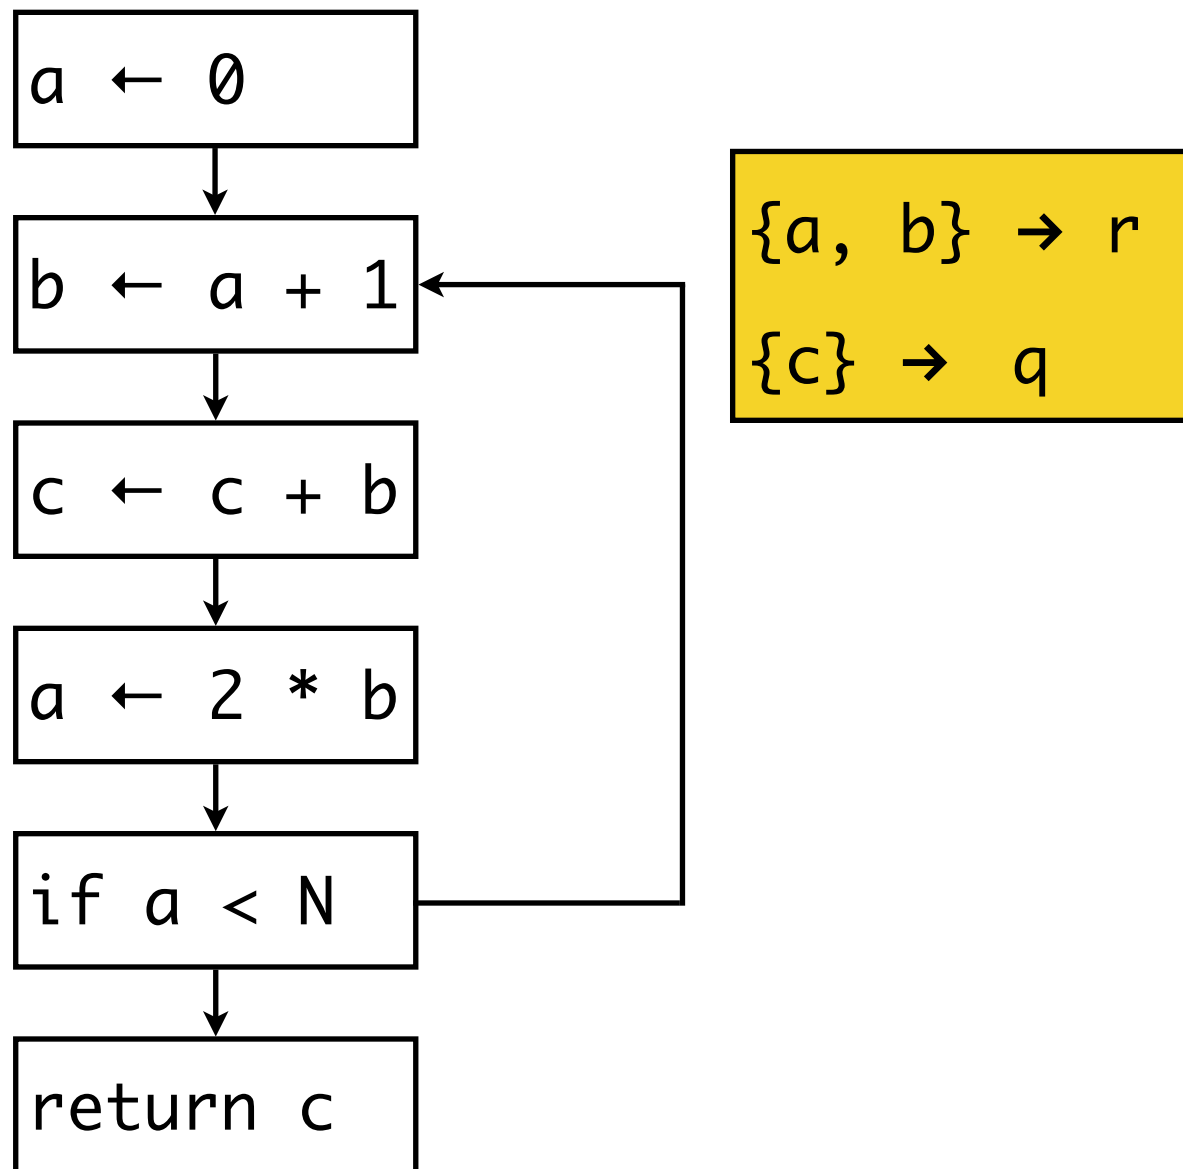 a ← 0
b ← a + 1
c ← c + b
a ← 2 * b
if a < N
return c
{a, b} → r
{c} → q